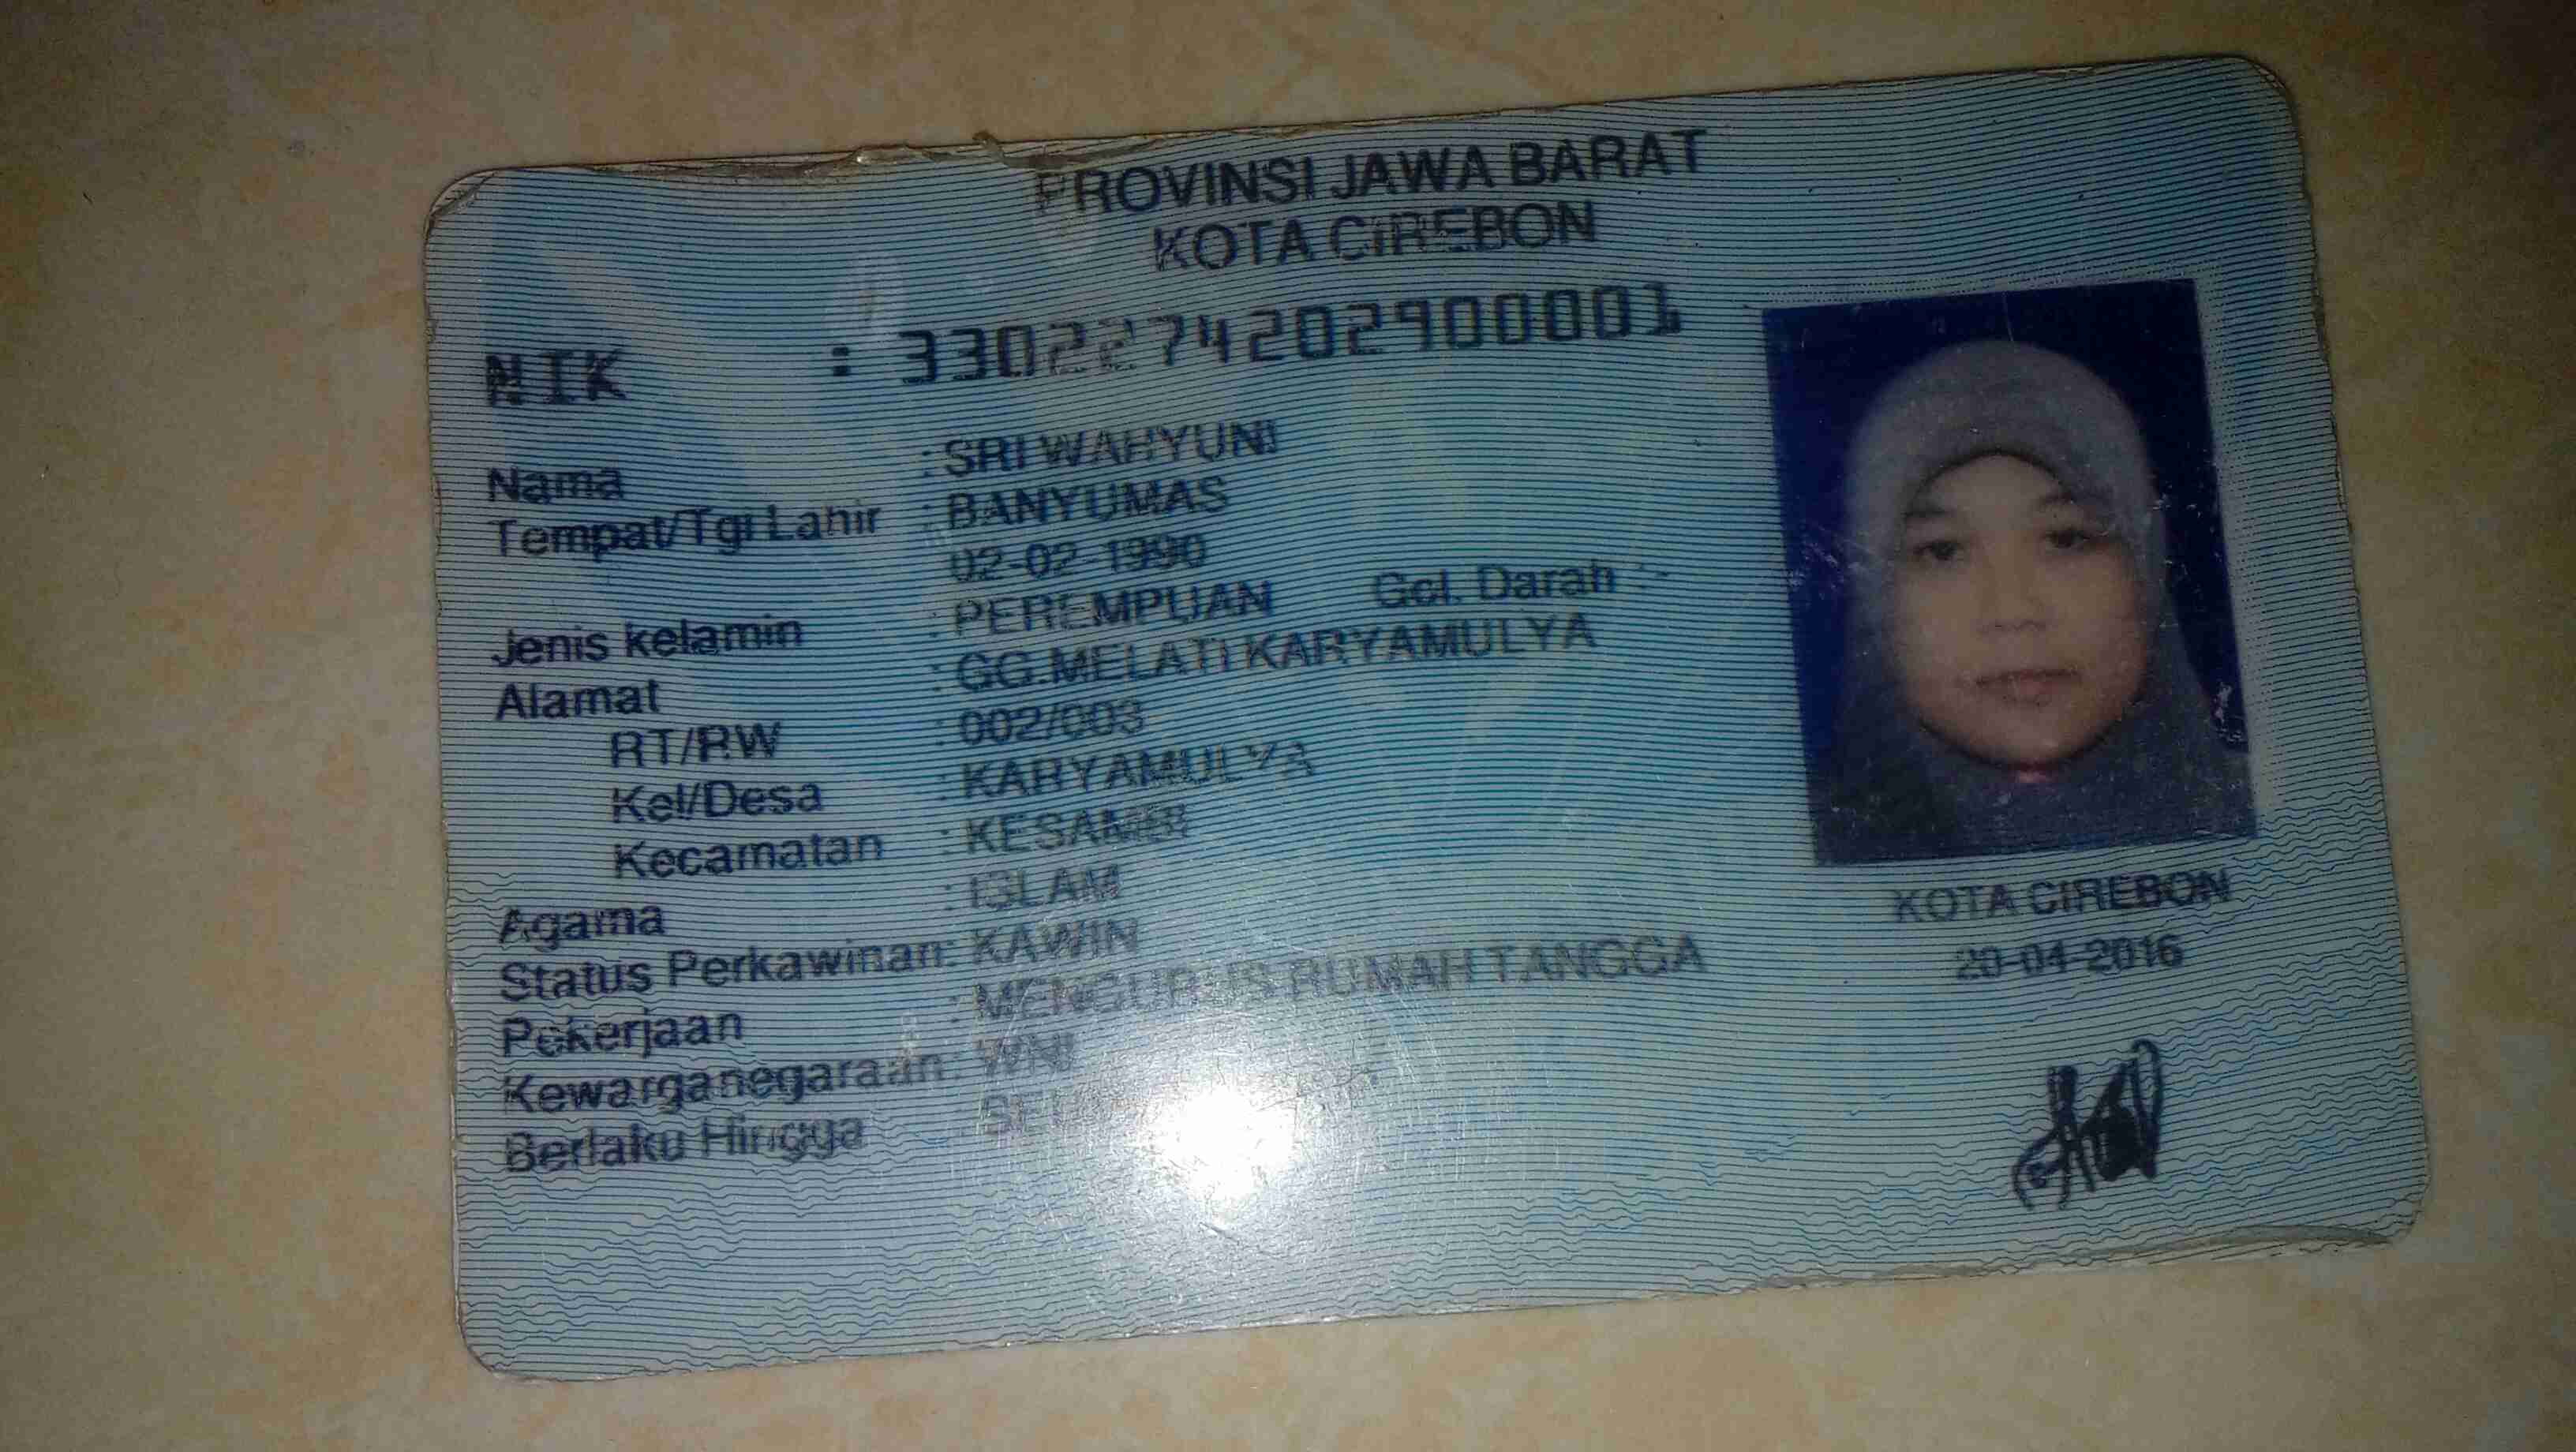 PROVINSI JAWA BARAT
KOTA CIREBON
NIK : 3302274202900001
Nama : SRI WAHYUNI
Tempat/Tgl Lahir : BANYUMAS
02-02-1990
Jenis kelamin : PEREMPUAN Gol. Darah : -
Alamat : GG.MELATI KARYAMULYA
RT/RW : 002/003
Kel/Desa : KARYAMULYA
Kecamatan : KESAMBI
Agama : ISLAM
Status Perkawinan: KAWIN
Pekerjaan : MENGURUS RUMAH TANGGA
Kewarganegaraan: WNI
Berlaku Hingga :
KOTA CIREBON
20-04-2016